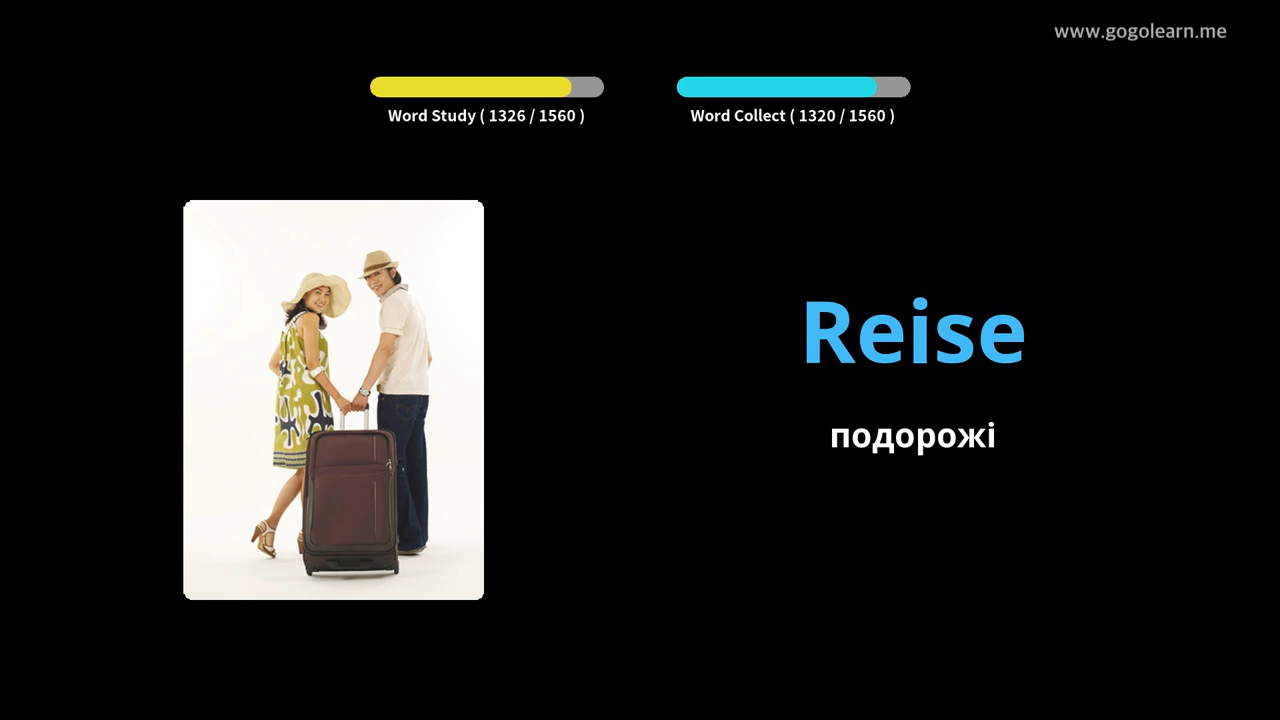 www.gogolearn.me
Word Study ( 1326 / 1560 )
Word Collect ( 1320 / 1560 )
Reise
подорожі